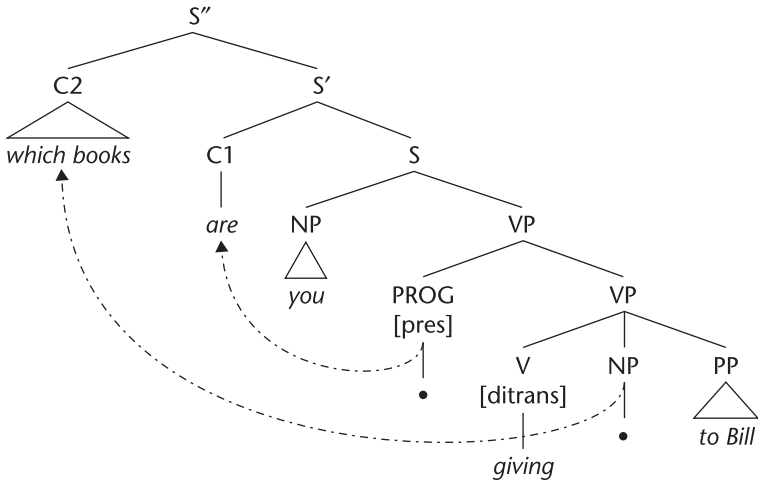 S″
C2 S′
which books C1 S
are NP VP
you PROG VP
[pres]
V NP PP
[ditrans]
to Bill
giving